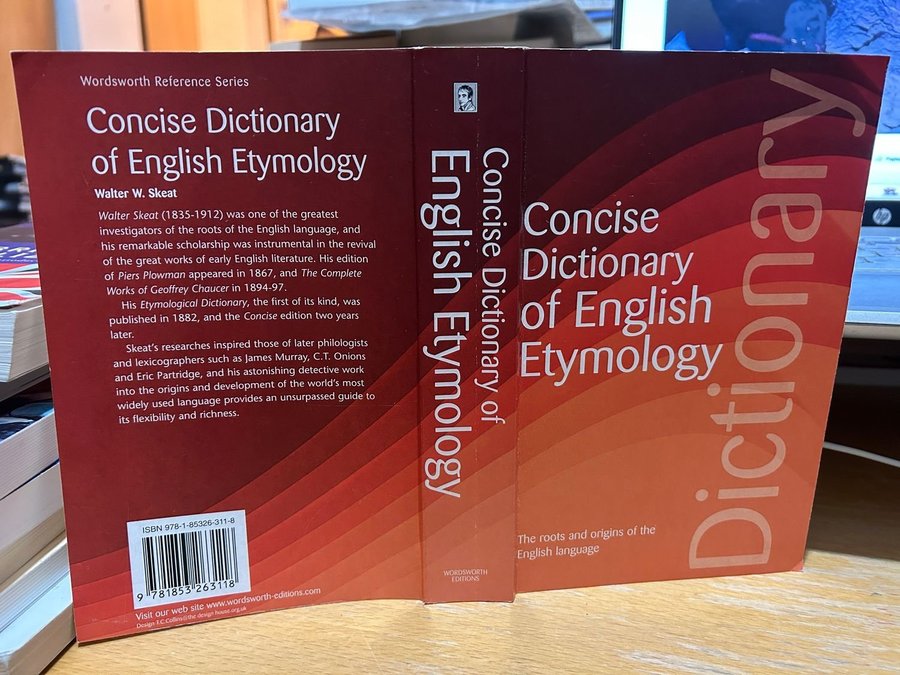 Wordsworth Reference Series
Concise Dictionary
of English Etymology
Walter W. Skeat
Walter Skeat (1835-1912) was one of the greatest
investigators of the roots of the English language, and
his remarkable scholarship was instrumental in the revival
of the great works of early English literature. His edition
of Piers Plowman appeared in 1867, and The Complete
Works of Geoffrey Chaucer in 1894-97.
His Etymological Dictionary, the first of its kind, was
published in 1882, and the Concise edition two years
later.
Skeat's researches inspired those of later philologists
and lexicographers such as James Murray, C.T. Onions
and Eric Partridge, and his astonishing detective work
into the origins and development of the world's most
widely used language provides an unsurpassed guide to
its flexibility and richness.
ISBN 978-1-85326-311-8
9 781853 263118
Visit our web site www.wordsworth-editions.com
Design F.C.Collins@the design house.org.uk
Concise Dictionary of
English Etymology
WORDSWORTH
EDITIONS
Concise
Dictionary
of English
Etymology
Dictionary
The roots and origins of the
English language
hp